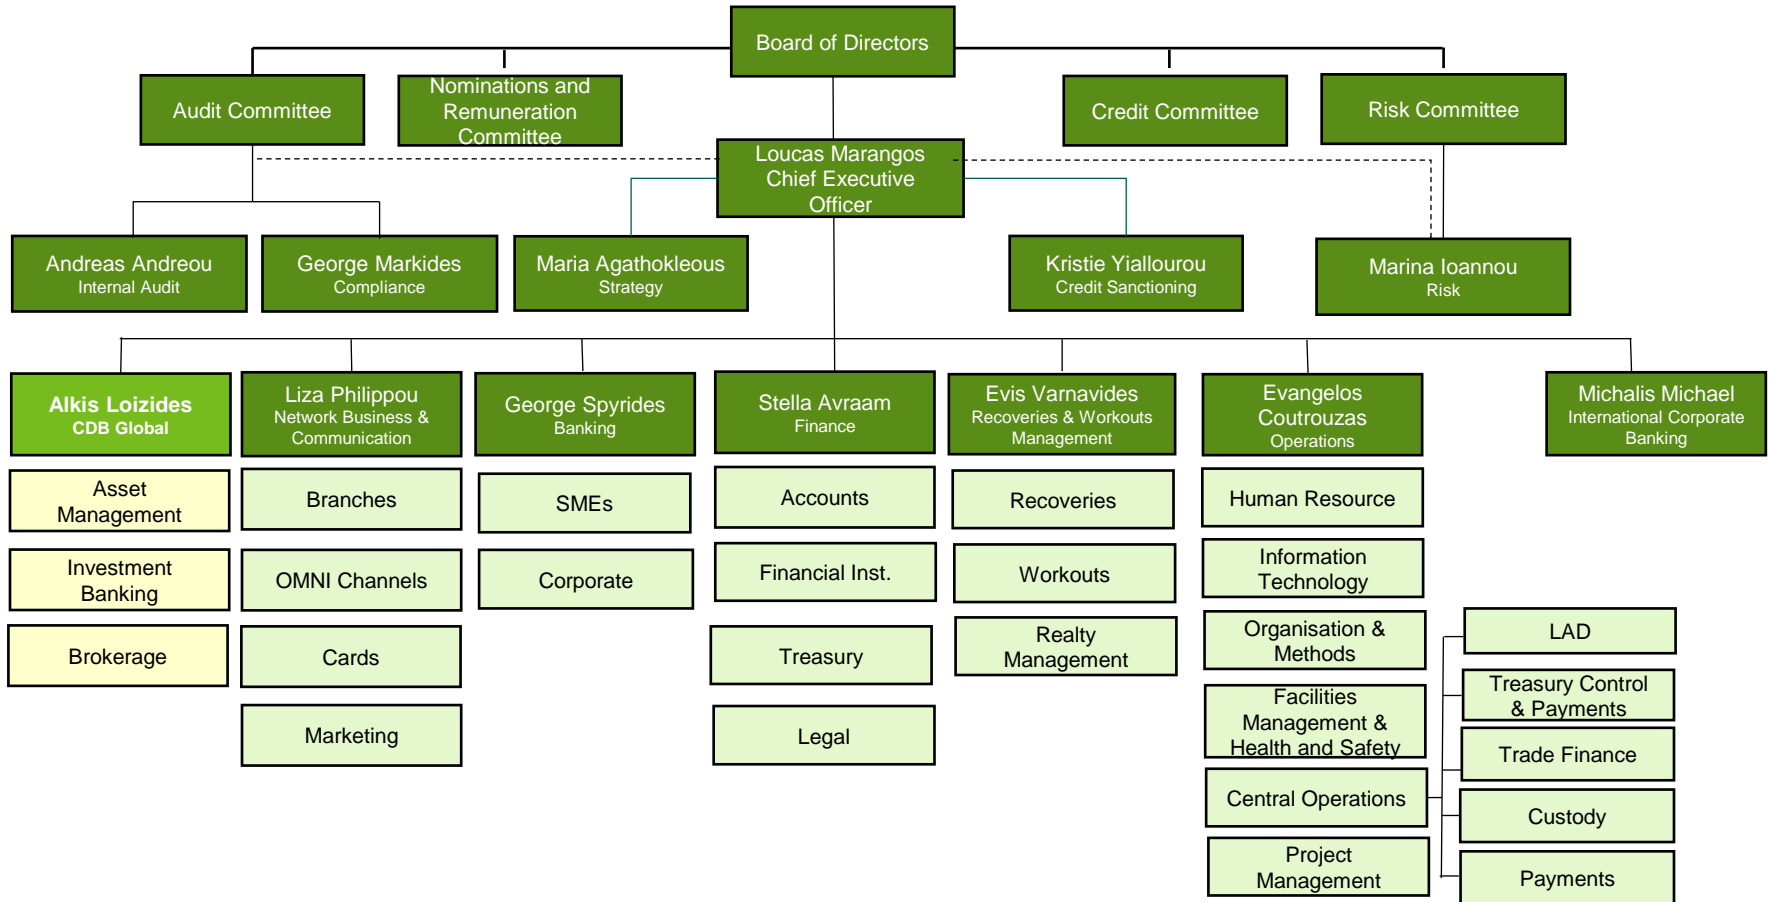 Board of Directors
Audit Committee
Nominations and
Remuneration
Committee
Credit Committee
Risk Committee
Loucas Marangos
Chief Executive
Officer
Andreas Andreou
Internal Audit
George Markides
Compliance
Maria Agathokleous
Strategy
Kristie Yiallourou
Credit Sanctioning
Marina Ioannou
Risk
Alkis Loizides
CDB Global
Liza Philippou
Network Business &
Communication
George Spyrides
Banking
Stella Avraam
Finance
Evis Varnavides
Recoveries & Workouts
Management
Evangelos
Coutrouzas
Operations
Michalis Michael
International Corporate
Banking
Asset
Management
Branches
SMEs
Accounts
Recoveries
Human Resource
Investment
Banking
OMNI Channels
Corporate
Financial Inst.
Workouts
Information
Technology
Brokerage
Cards
Treasury
Realty
Management
Organisation &
Methods
LAD
Marketing
Legal
Facilities
Management &
Health and Safety
Treasury Control
& Payments
Trade Finance
Central Operations
Custody
Project
Management
Payments